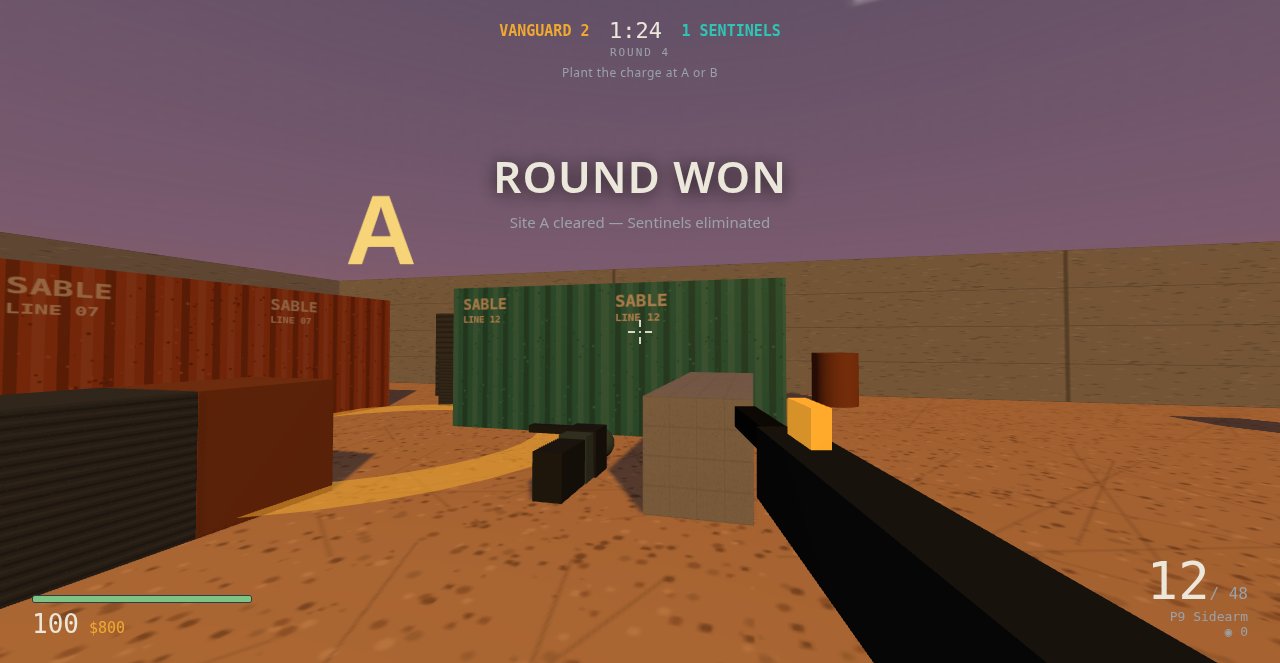 VANGUARD 2 1:24 1 SENTINELS
ROUND 4
Plant the charge at A or B
ROUND WON
Site A cleared — Sentinels eliminated
A
SABLE
LINE 07
SABLE
LINE 07
SABLE
LINE 12
SABLE
LINE 12
100 $800
12 / 48
P9 Sidearm
◉ 0